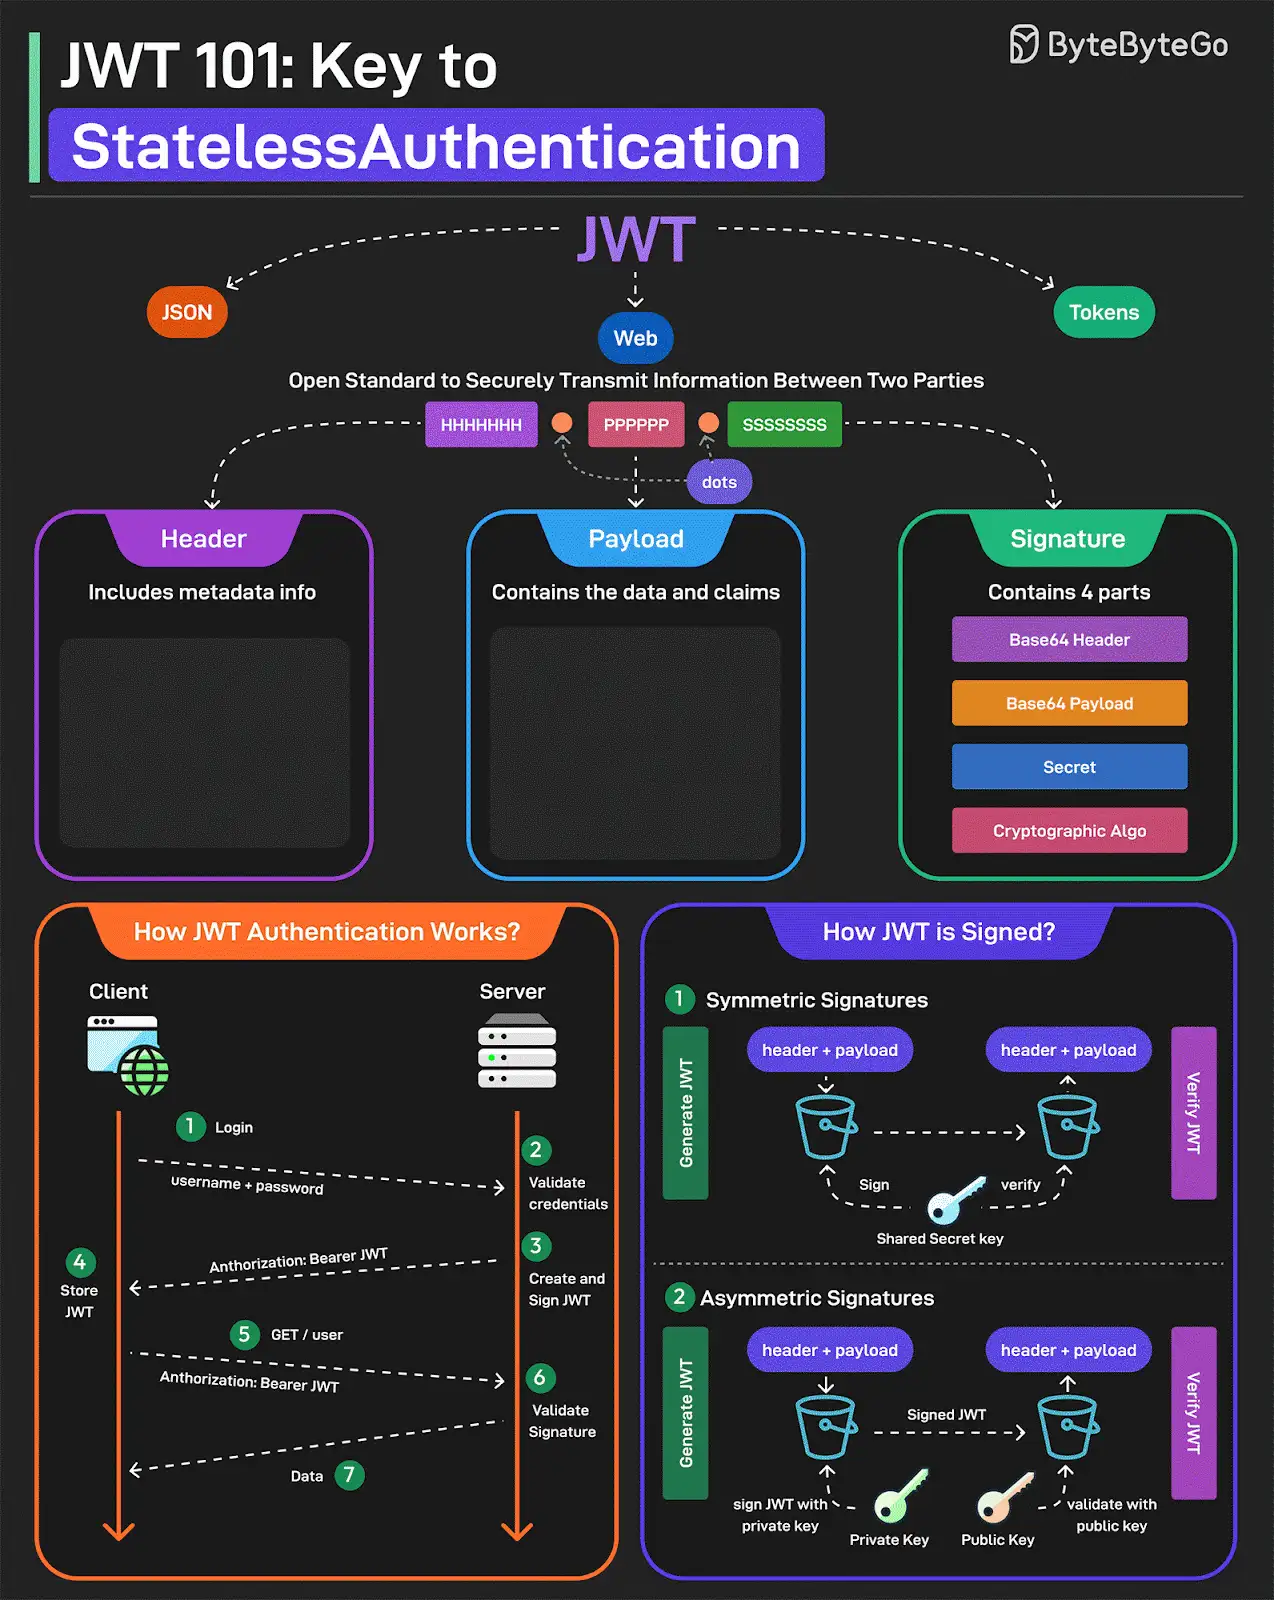 JWT 101: Key to
StatelessAuthentication
ByteByteGo
JWT
JSON
Web
Tokens
Open Standard to Securely Transmit Information Between Two Parties
HHHHHHH
PPPPPP
SSSSSSSS
dots
Header
Includes metadata info
Payload
Contains the data and claims
Signature
Contains 4 parts
Base64 Header
Base64 Payload
Secret
Cryptographic Algo
How JWT Authentication Works?
Client
Server
1 Login
username + password
2
Validate
credentials
3
Create and
Sign JWT
Anthorization: Bearer JWT
4
Store
JWT
5 GET / user
Anthorization: Bearer JWT
6
Validate
Signature
Data 7
How JWT is Signed?
1 Symmetric Signatures
Generate JWT
header + payload
header + payload
Verify JWT
Sign
verify
Shared Secret key
2 Asymmetric Signatures
Generate JWT
header + payload
header + payload
Verify JWT
Signed JWT
sign JWT with
private key
Private Key
Public Key
validate with
public key